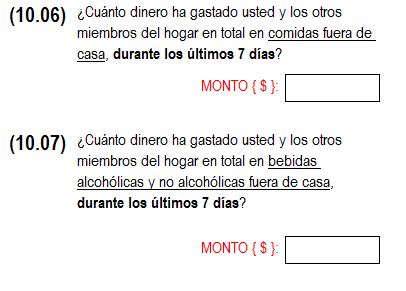 (10.06) ¿Cuánto dinero ha gastado usted y los otros
miembros del hogar en total en comidas fuera de
casa, durante los últimos 7 días?
MONTO { $ }:
(10.07) ¿Cuánto dinero ha gastado usted y los otros
miembros del hogar en total en bebidas
alcohólicas y no alcohólicas fuera de casa,
durante los últimos 7 días?
MONTO { $ }: